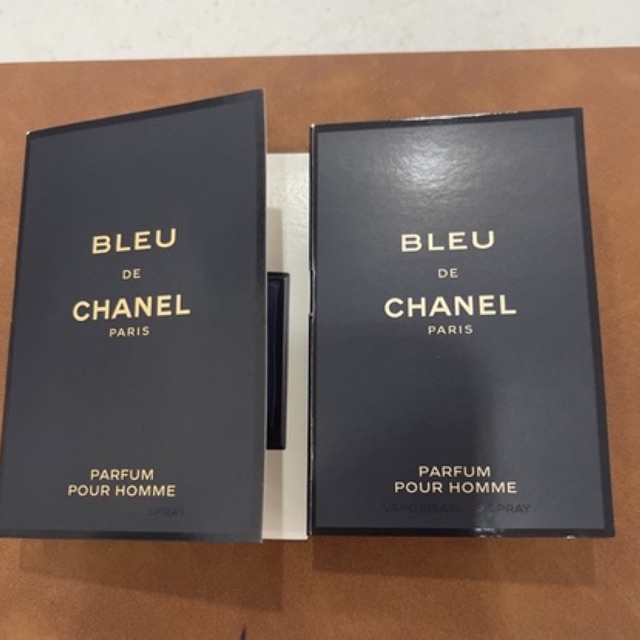 BLEU
DE
CHANEL
PARIS
PARFUM
POUR HOMME
SPRAY
BLEU
DE
CHANEL
PARIS
PARFUM
POUR HOMME
SPRAY